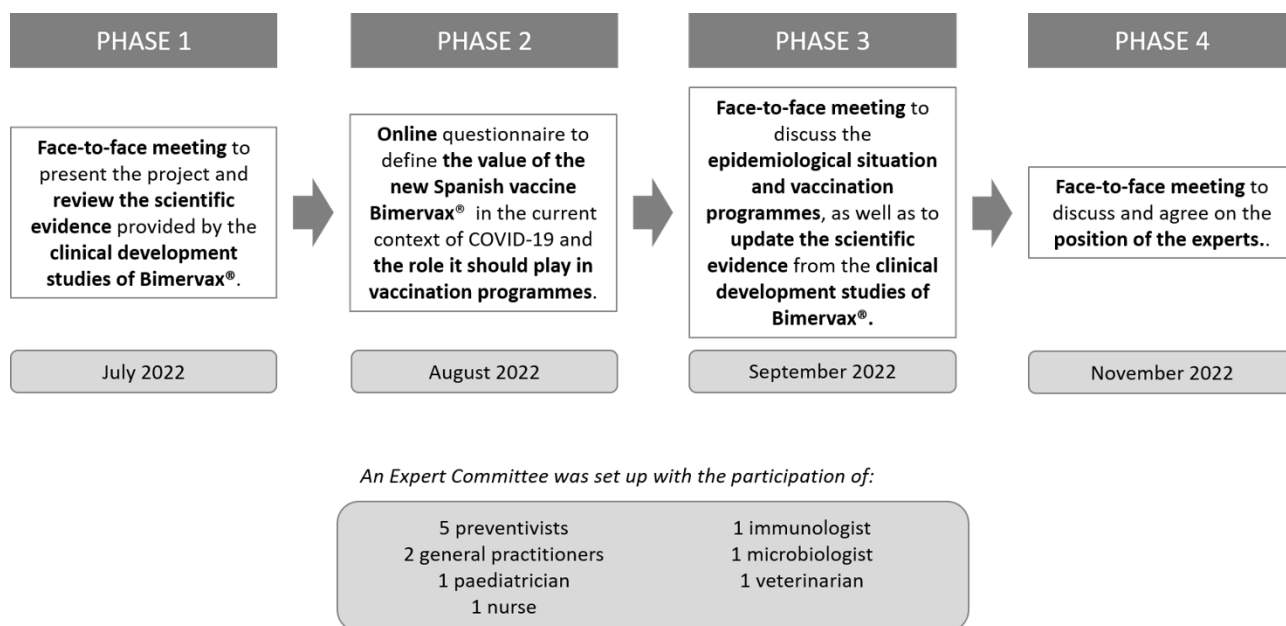 PHASE 1
Face-to-face meeting to
present the project and
review the scientific
evidence provided by the
clinical development
studies of Bimervax®.
July 2022
PHASE 2
Online questionnaire to
define the value of the
new Spanish vaccine
Bimervax® in the current
context of COVID-19 and
the role it should play in
vaccination programmes.
August 2022
PHASE 3
Face-to-face meeting to
discuss the
epidemiological situation
and vaccination
programmes, as well as to
update the scientific
evidence from the clinical
development studies of
Bimervax®.
September 2022
PHASE 4
Face-to-face meeting to
discuss and agree on the
position of the experts..
November 2022
An Expert Committee was set up with the participation of:
5 preventivists
2 general practitioners
1 paediatrician
1 nurse
1 immunologist
1 microbiologist
1 veterinarian